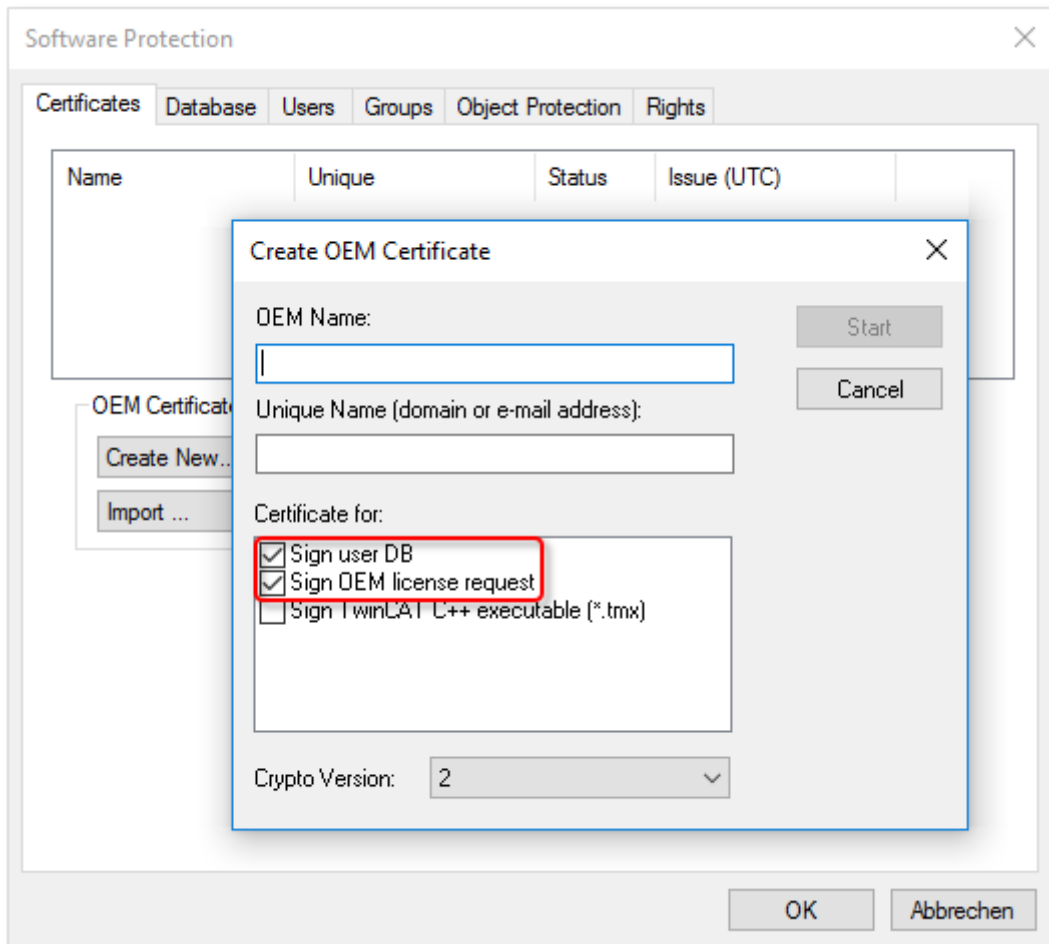 Software Protection
Certificates Database Users Groups Object Protection Rights
Name Unique Status Issue (UTC)
Create OEM Certificate
OEM Name:
Start
Cancel
Unique Name (domain or e-mail address):
OEM Certificate
Create New...
Import ...
Certificate for:
Sign user DB
Sign OEM license request
Sign TwinCAT C++ executable (*.tmx)
Crypto Version: 2
OK Abbrechen